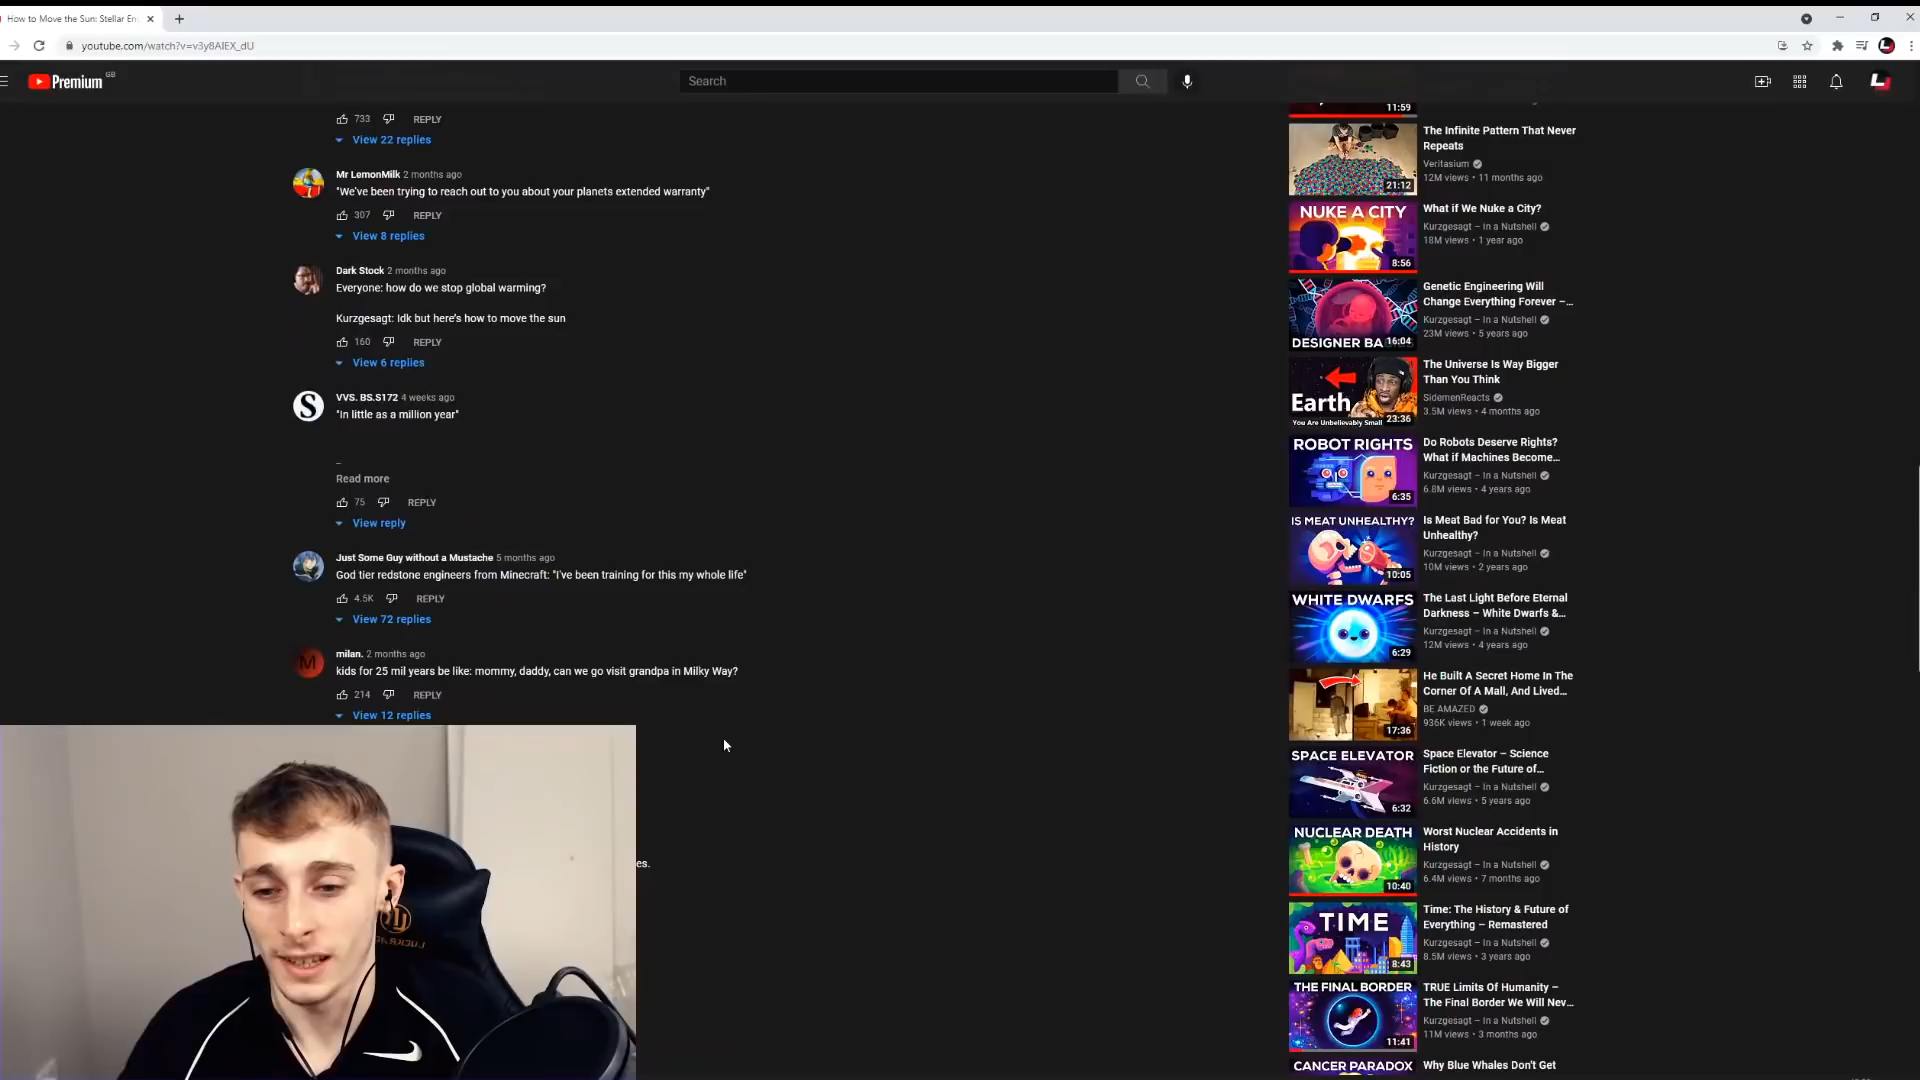 How to Move the Sun: Stellar En
youtube.com/watch?v=v3y8AIEX_dU
Premium GB
Search
733 REPLY
View 22 replies
Mr LemonMilk 2 months ago
"We've been trying to reach out to you about your planets extended warranty"
307 REPLY
View 8 replies
Dark Stock 2 months ago
Everyone: how do we stop global warming?
Kurzgesagt: Idk but here's how to move the sun
160 REPLY
View 6 replies
S
VVS. BS.S172 4 weeks ago
"In little as a million year"
_
Read more
75 REPLY
View reply
Just Some Guy without a Mustache 5 months ago
God tier redstone engineers from Minecraft: "I've been training for this my whole life"
4.5K REPLY
View 72 replies
M
milan. 2 months ago
kids for 25 mil years be like: mommy, daddy, can we go visit grandpa in Milky Way?
214 REPLY
View 12 replies
es.
11:59
21:12
The Infinite Pattern That Never
Repeats
Veritasium
12M views • 11 months ago
NUKE A CITY
8:56
What if We Nuke a City?
Kurzgesagt – In a Nutshell
18M views • 1 year ago
DESIGNER BA
16:04
Genetic Engineering Will
Change Everything Forever –...
Kurzgesagt – In a Nutshell
23M views • 5 years ago
Earth
You Are Unbelievably Small
23:36
The Universe Is Way Bigger
Than You Think
SidemenReacts
3.5M views • 4 months ago
ROBOT RIGHTS
6:35
Do Robots Deserve Rights?
What if Machines Become...
Kurzgesagt – In a Nutshell
6.8M views • 4 years ago
IS MEAT UNHEALTHY?
10:05
Is Meat Bad for You? Is Meat
Unhealthy?
Kurzgesagt – In a Nutshell
10M views • 2 years ago
WHITE DWARFS
6:29
The Last Light Before Eternal
Darkness – White Dwarfs &...
Kurzgesagt – In a Nutshell
12M views • 4 years ago
17:36
He Built A Secret Home In The
Corner Of A Mall, And Lived...
BE AMAZED
936K views • 1 week ago
SPACE ELEVATOR
6:32
Space Elevator – Science
Fiction or the Future of...
Kurzgesagt – In a Nutshell
6.6M views • 5 years ago
NUCLEAR DEATH
10:40
Worst Nuclear Accidents in
History
Kurzgesagt – In a Nutshell
6.4M views • 7 months ago
TIME
8:43
Time: The History & Future of
Everything – Remastered
Kurzgesagt – In a Nutshell
8.5M views • 3 years ago
THE FINAL BORDER
11:41
TRUE Limits Of Humanity –
The Final Border We Will Nev...
Kurzgesagt – In a Nutshell
11M views • 3 months ago
CANCER PARADOX
Why Blue Whales Don't Get